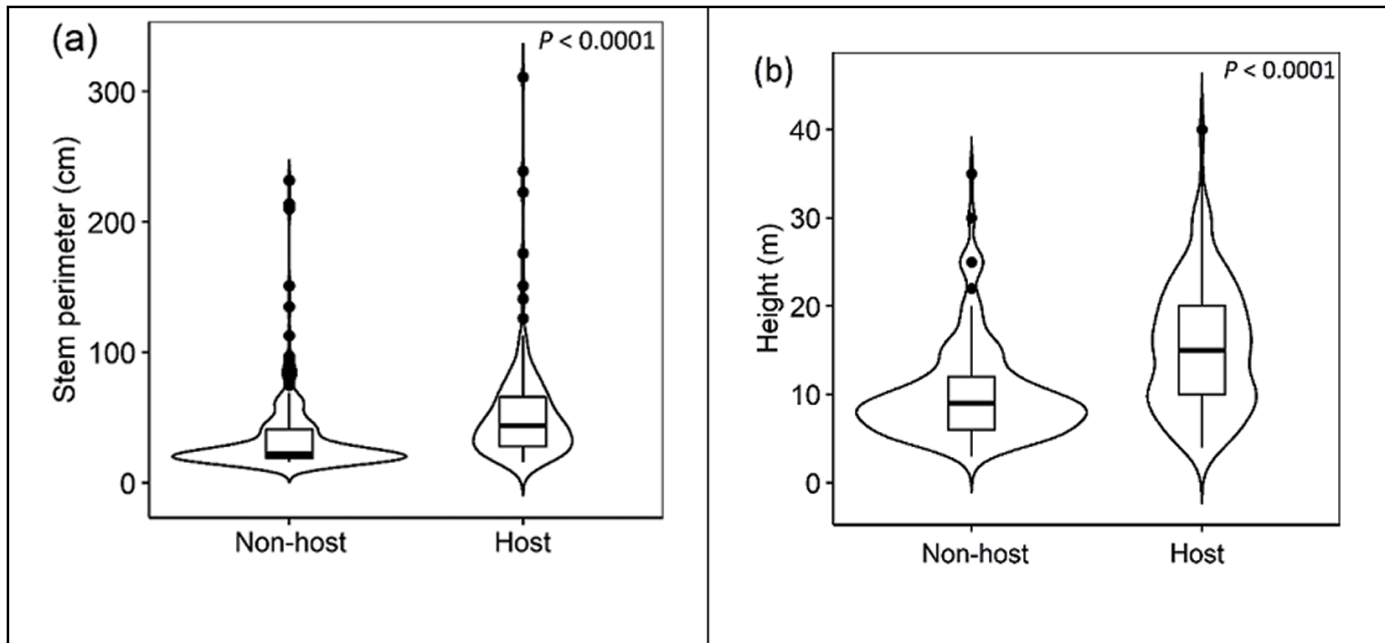 (a)
P < 0.0001
Stem perimeter (cm)
300
200
100
0
Non-host
Host
(b)
P < 0.0001
Height (m)
40
30
20
10
0
Non-host
Host